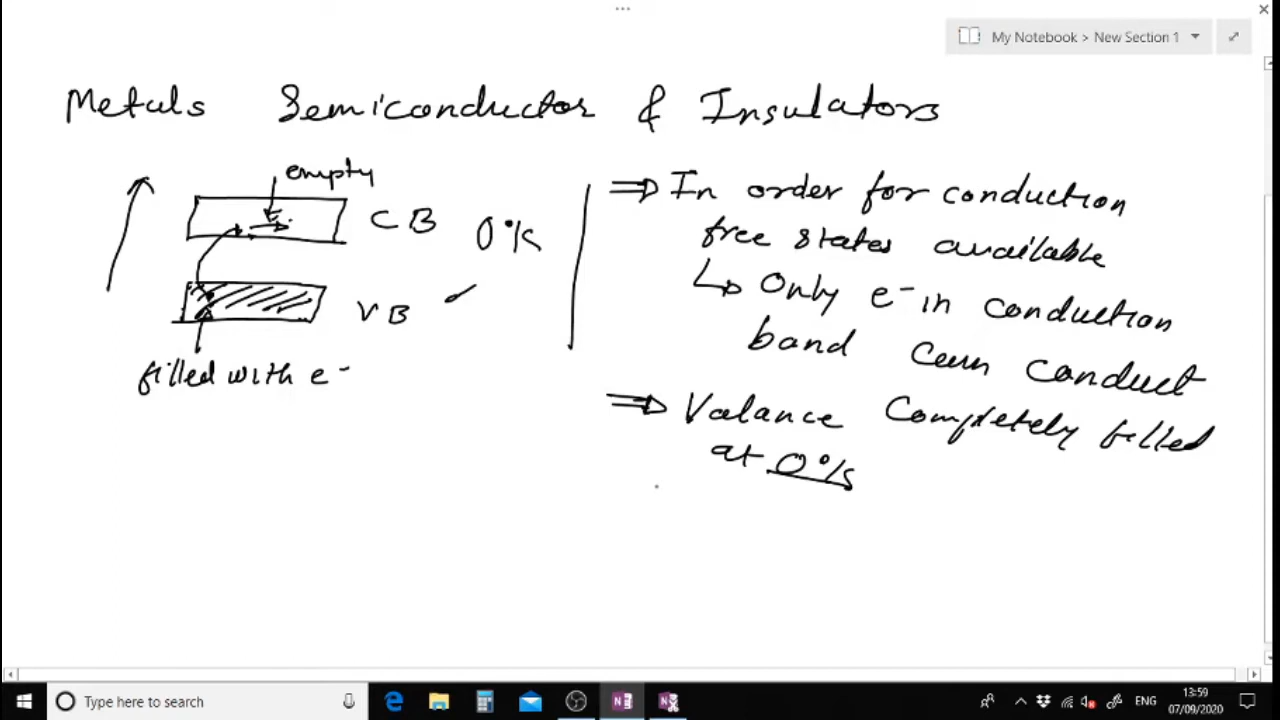 My Notebook > New Section 1
Metals Semiconductor & Insulators
empty
CB
0°K
VB
filled with e-
⇒ In order for conduction
free states available
↳ Only e- in conduction
band can conduct
⇒ Valance Completely filled
at 0°K
Type here to search
ENG
13:59
07/09/2020